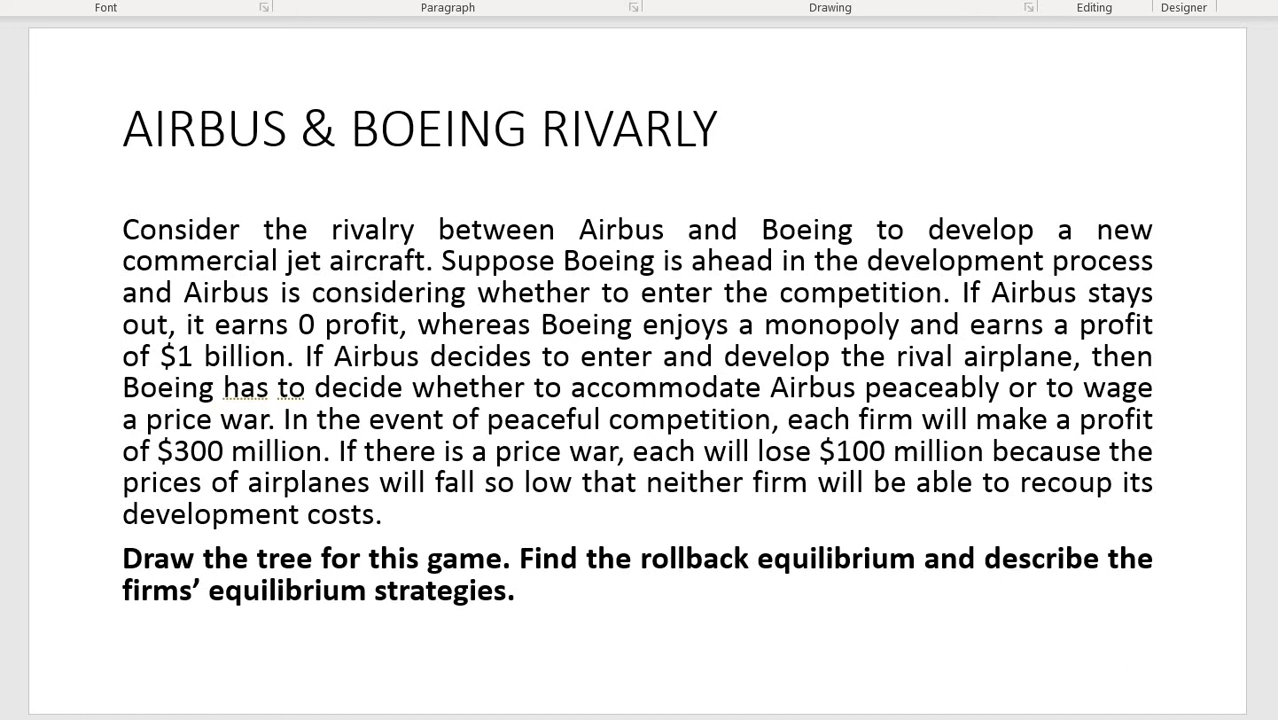 Font Paragraph Drawing Editing Designer
AIRBUS & BOEING RIVARLY
Consider the rivalry between Airbus and Boeing to develop a new
commercial jet aircraft. Suppose Boeing is ahead in the development process
and Airbus is considering whether to enter the competition. If Airbus stays
out, it earns 0 profit, whereas Boeing enjoys a monopoly and earns a profit
of $1 billion. If Airbus decides to enter and develop the rival airplane, then
Boeing has to decide whether to accommodate Airbus peaceably or to wage
a price war. In the event of peaceful competition, each firm will make a profit
of $300 million. If there is a price war, each will lose $100 million because the
prices of airplanes will fall so low that neither firm will be able to recoup its
development costs.
Draw the tree for this game. Find the rollback equilibrium and describe the
firms’ equilibrium strategies.